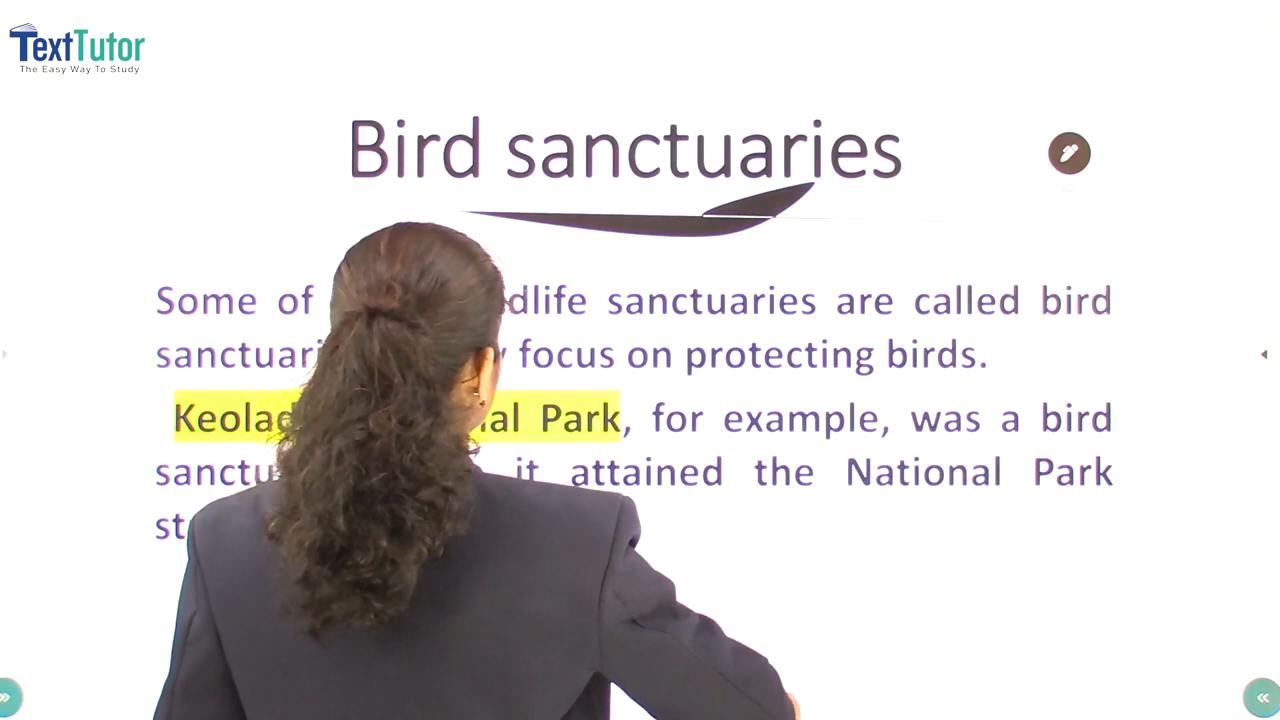 TextTutor
The Easy Way To Study
Bird sanctuaries
Some of dlife sanctuaries are called bird
sanctuari focus on protecting birds.
Keolad al Park, for example, was a bird
sanctu it attained the National Park
st